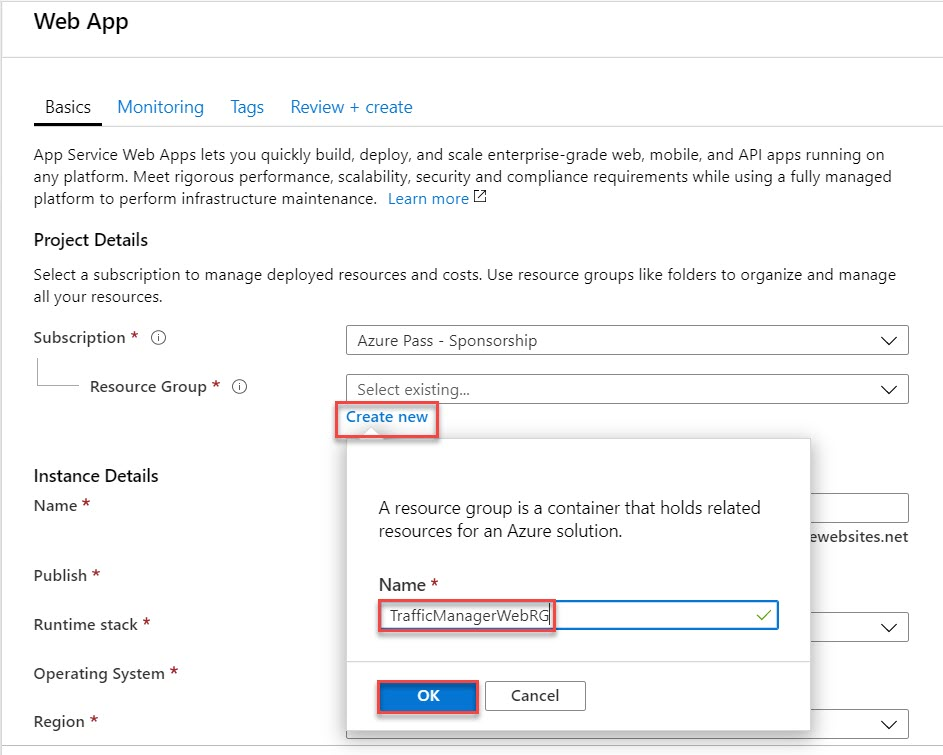 Web App
Basics Monitoring Tags Review + create
App Service Web Apps lets you quickly build, deploy, and scale enterprise-grade web, mobile, and API apps running on
any platform. Meet rigorous performance, scalability, security and compliance requirements while using a fully managed
platform to perform infrastructure maintenance. Learn more
Project Details
Select a subscription to manage deployed resources and costs. Use resource groups like folders to organize and manage
all your resources.
Subscription *
Azure Pass - Sponsorship
Resource Group *
Select existing...
Create new
A resource group is a container that holds related
resources for an Azure solution.
Name *
TrafficManagerWebRG
OK Cancel
Instance Details
Name *
ewebsites.net
Publish *
Runtime stack *
Operating System *
Region *